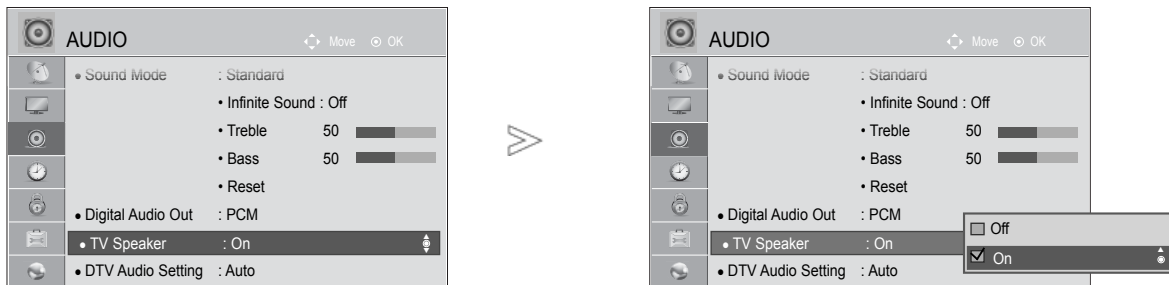 AUDIO Move OK
• Sound Mode : Standard
• Infinite Sound : Off
• Treble 50
• Bass 50
• Reset
• Digital Audio Out : PCM
• TV Speaker : On
• DTV Audio Setting : Auto
AUDIO Move OK
• Sound Mode : Standard
• Infinite Sound : Off
• Treble 50
• Bass 50
• Reset
• Digital Audio Out : PCM
• TV Speaker : On
• DTV Audio Setting : Auto
Off
On